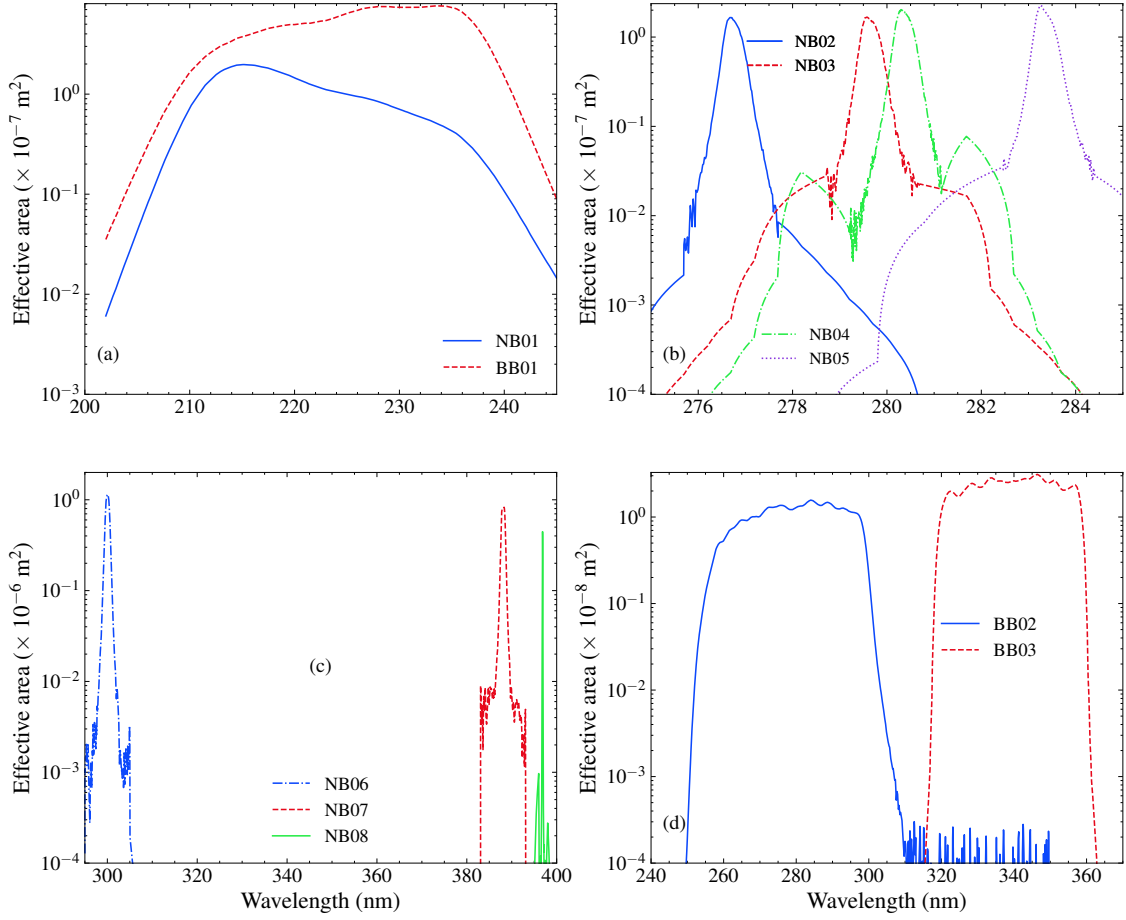 Effective area (× 10⁻⁷ m²)
10⁰
10⁻¹
10⁻²
10⁻³
(a)
NB01
BB01
200 210 220 230 240
Effective area (× 10⁻⁷ m²)
10⁰
10⁻¹
10⁻²
10⁻³
10⁻⁴
NB02
NB03
NB04
NB05
(b)
276 278 280 282 284
Effective area (× 10⁻⁶ m²)
10⁰
10⁻¹
10⁻²
10⁻³
10⁻⁴
(c)
NB06
NB07
NB08
300 320 340 360 380 400
Wavelength (nm)
Effective area (× 10⁻⁸ m²)
10⁰
10⁻¹
10⁻²
10⁻³
10⁻⁴
BB02
BB03
(d)
240 260 280 300 320 340 360
Wavelength (nm)